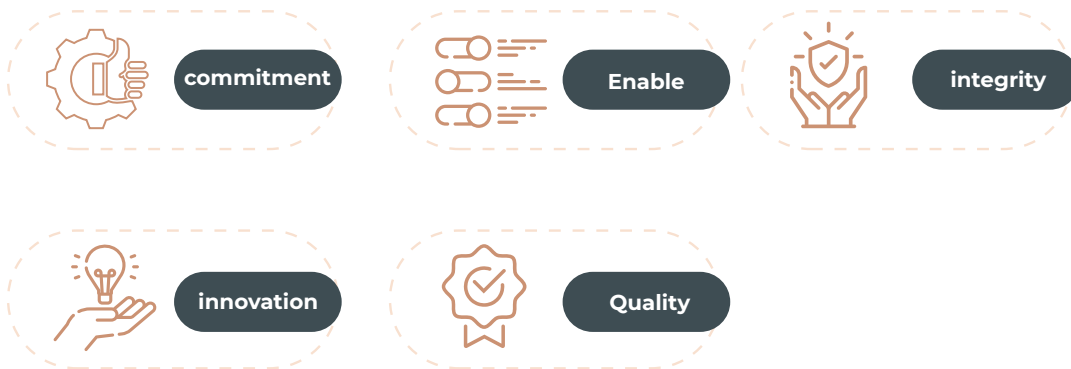 commitment
Enable
integrity
innovation
Quality